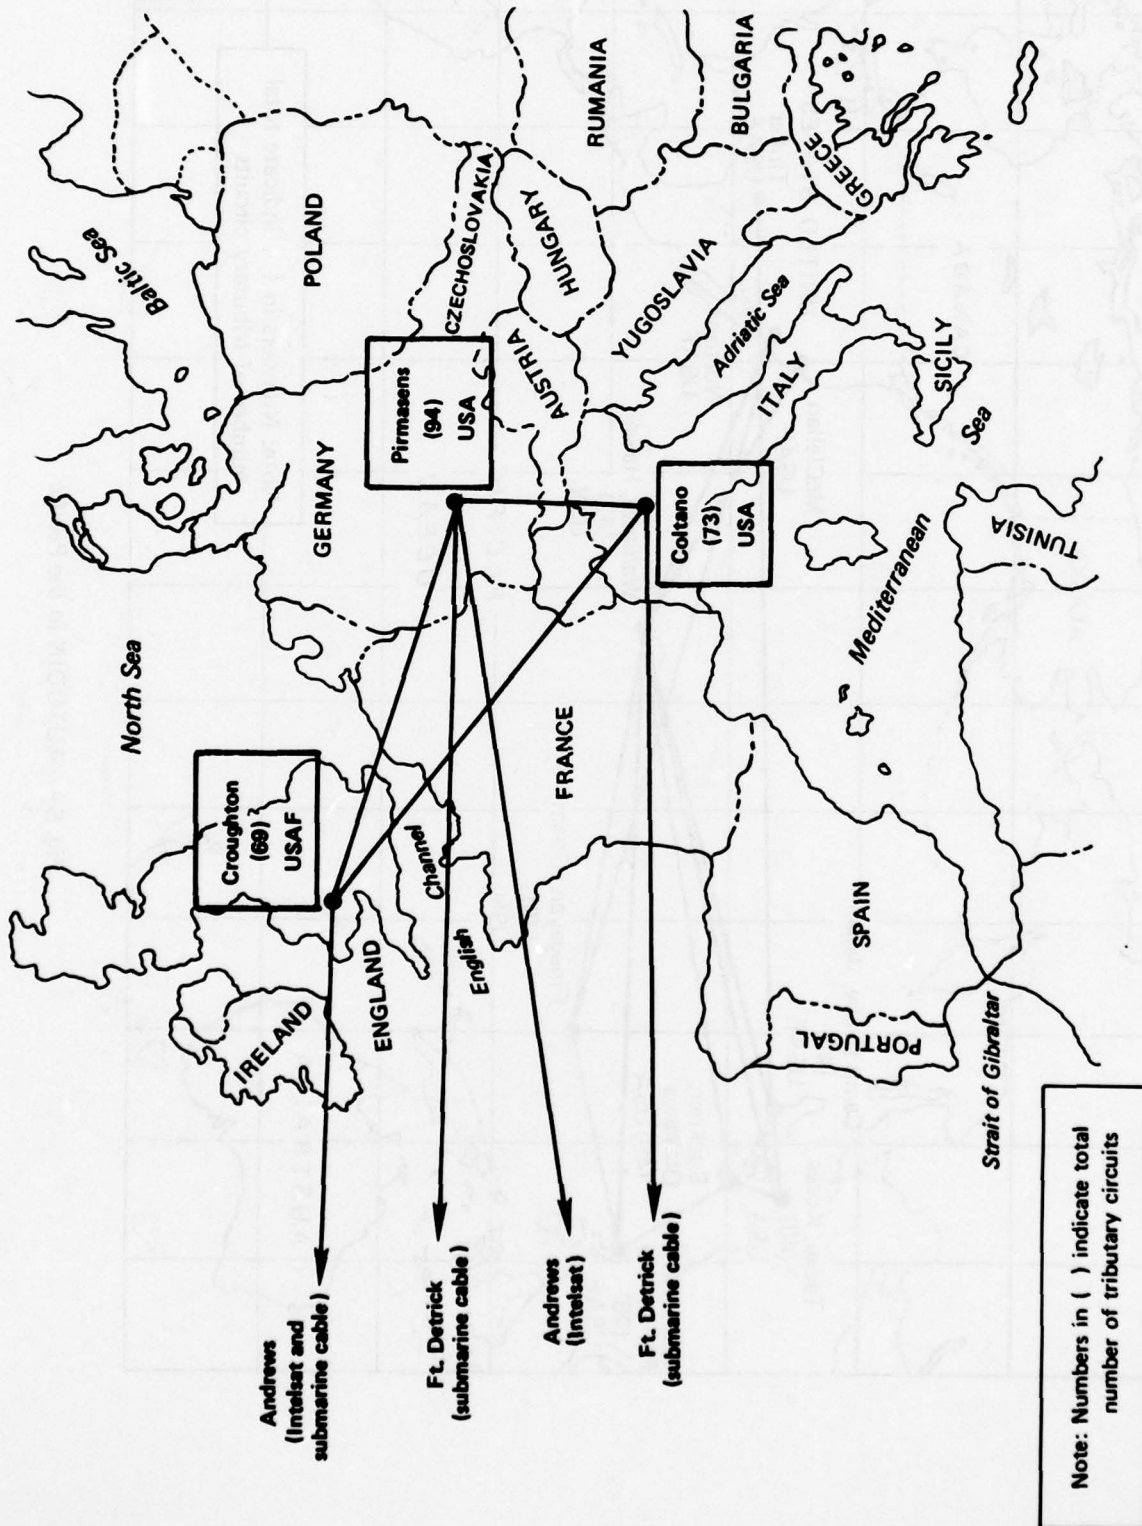 North Sea
Baltic Sea
Croughton
(69)
USAF
IRELAND
ENGLAND
English
Channel
GERMANY
POLAND
Pirmasens
(94)
USA
CZECHOSLOVAKIA
AUSTRIA
HUNGARY
RUMANIA
FRANCE
YUGOSLAVIA
BULGARIA
Adriatic Sea
ITALY
GREECE
Coltano
(73)
USA
SICILY
Mediterranean
Sea
SPAIN
PORTUGAL
TUNISIA
Strait of Gibraltar
Andrews
(Intelsat and
submarine cable)
Ft. Detrick
(submarine cable)
Andrews
(Intelsat)
Ft. Detrick
(submarine cable)
Note: Numbers in ( ) indicate total
number of tributary circuits